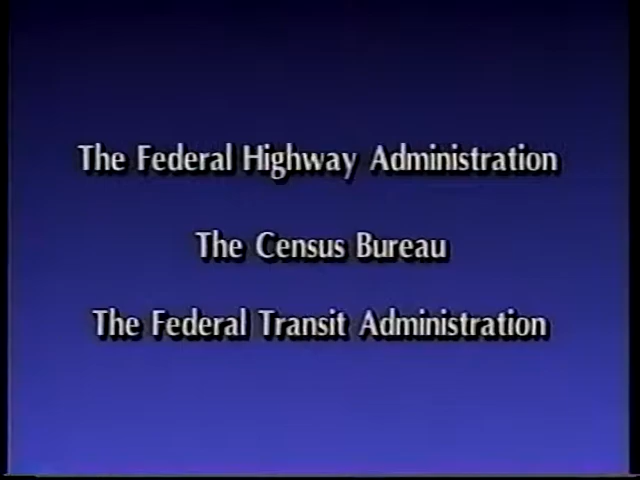 The Federal Highway Administration
The Census Bureau
The Federal Transit Administration